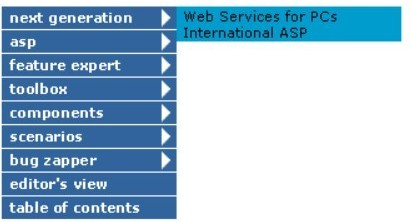 next generation
Web Services for PCs
International ASP
asp
feature expert
toolbox
components
scenarios
bug zapper
editor's view
table of contents